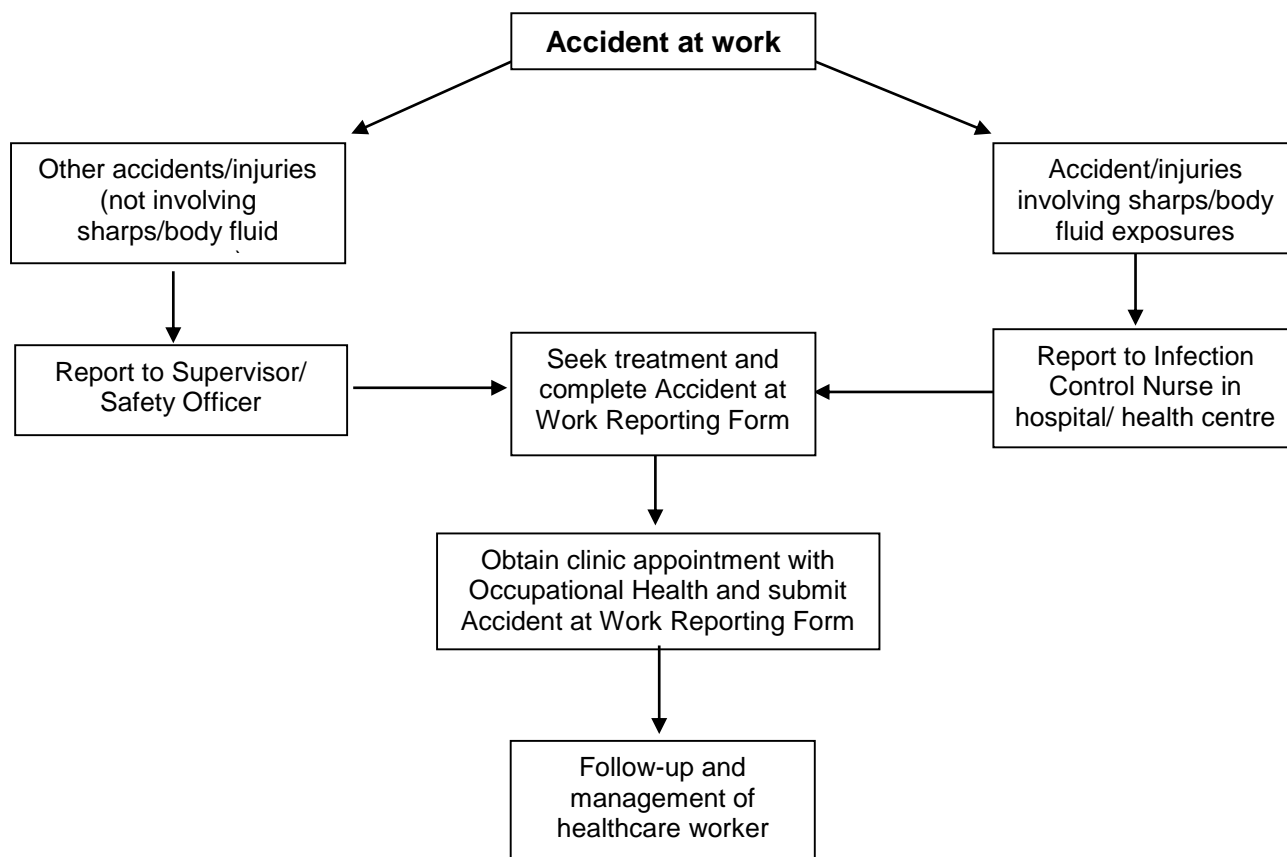 Accident at work
Other accidents/injuries
(not involving
sharps/body fluid
Accident/injuries
involving sharps/body
fluid exposures
Report to Supervisor/
Safety Officer
Seek treatment and
complete Accident at
Work Reporting Form
Report to Infection
Control Nurse in
hospital/ health centre
Obtain clinic appointment with
Occupational Health and submit
Accident at Work Reporting Form
Follow-up and
management of
healthcare worker